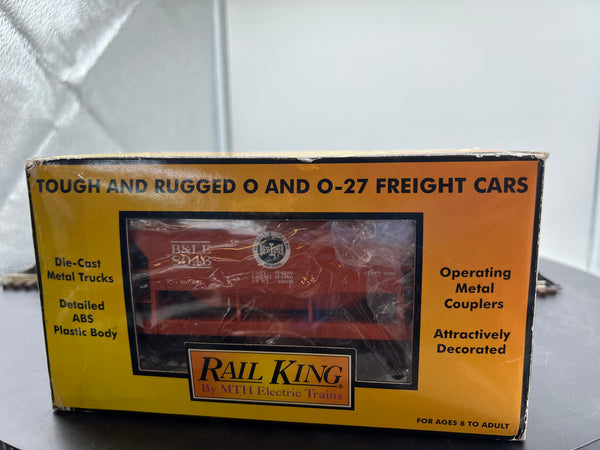 TOUGH AND RUGGED O AND O-27 FREIGHT CARS
Die-Cast
Metal Trucks
Detailed
ABS
Plastic Body
B&LE
Operating
Metal
Couplers
Attractively
Decorated
RAIL KING®
By MTH Electric Trains
FOR AGES 8 TO ADULT